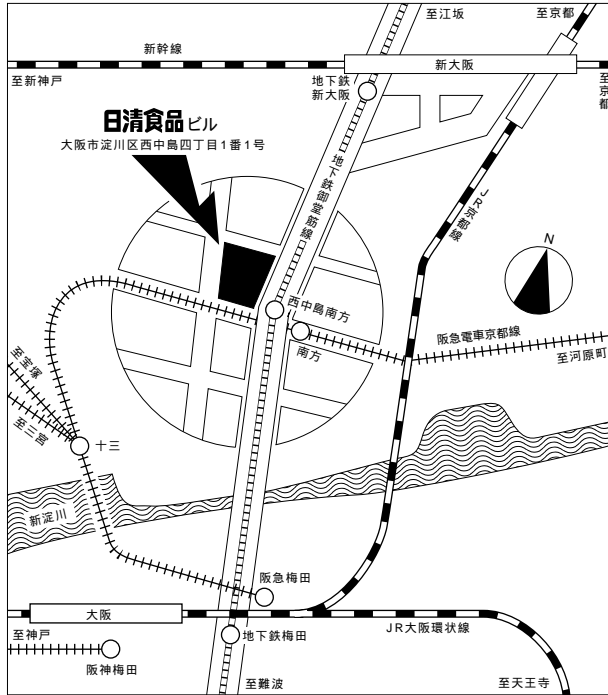 至江坂
至京都
新幹線
至新神戸
新大阪
地下鉄
新大阪
至京都
日清食品ビル
大阪市淀川区西中島四丁目1番1号
地下鉄御堂筋線
JR京都線
N
西中島南方
南方
阪急電車京都線
至河原町
至宝塚
至三宮
十三
新淀川
阪急梅田
大阪
至神戸
地下鉄梅田
JR大阪環状線
阪神梅田
至難波
至天王寺